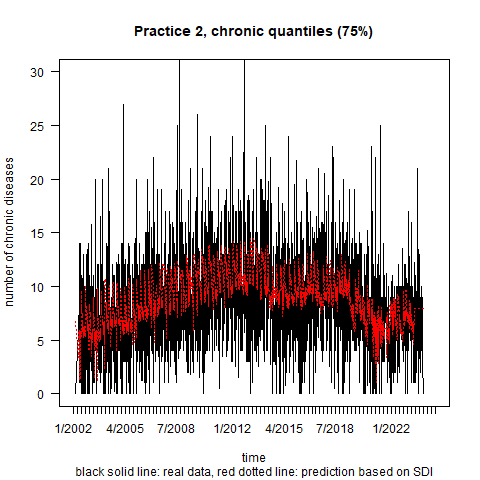 Practice 2, chronic quantiles (75%)
number of chronic diseases
30
25
20
15
10
5
0
1/2002 4/2005 7/2008 1/2012 4/2015 7/2018 1/2022
time
black solid line: real data, red dotted line: prediction based on SDI